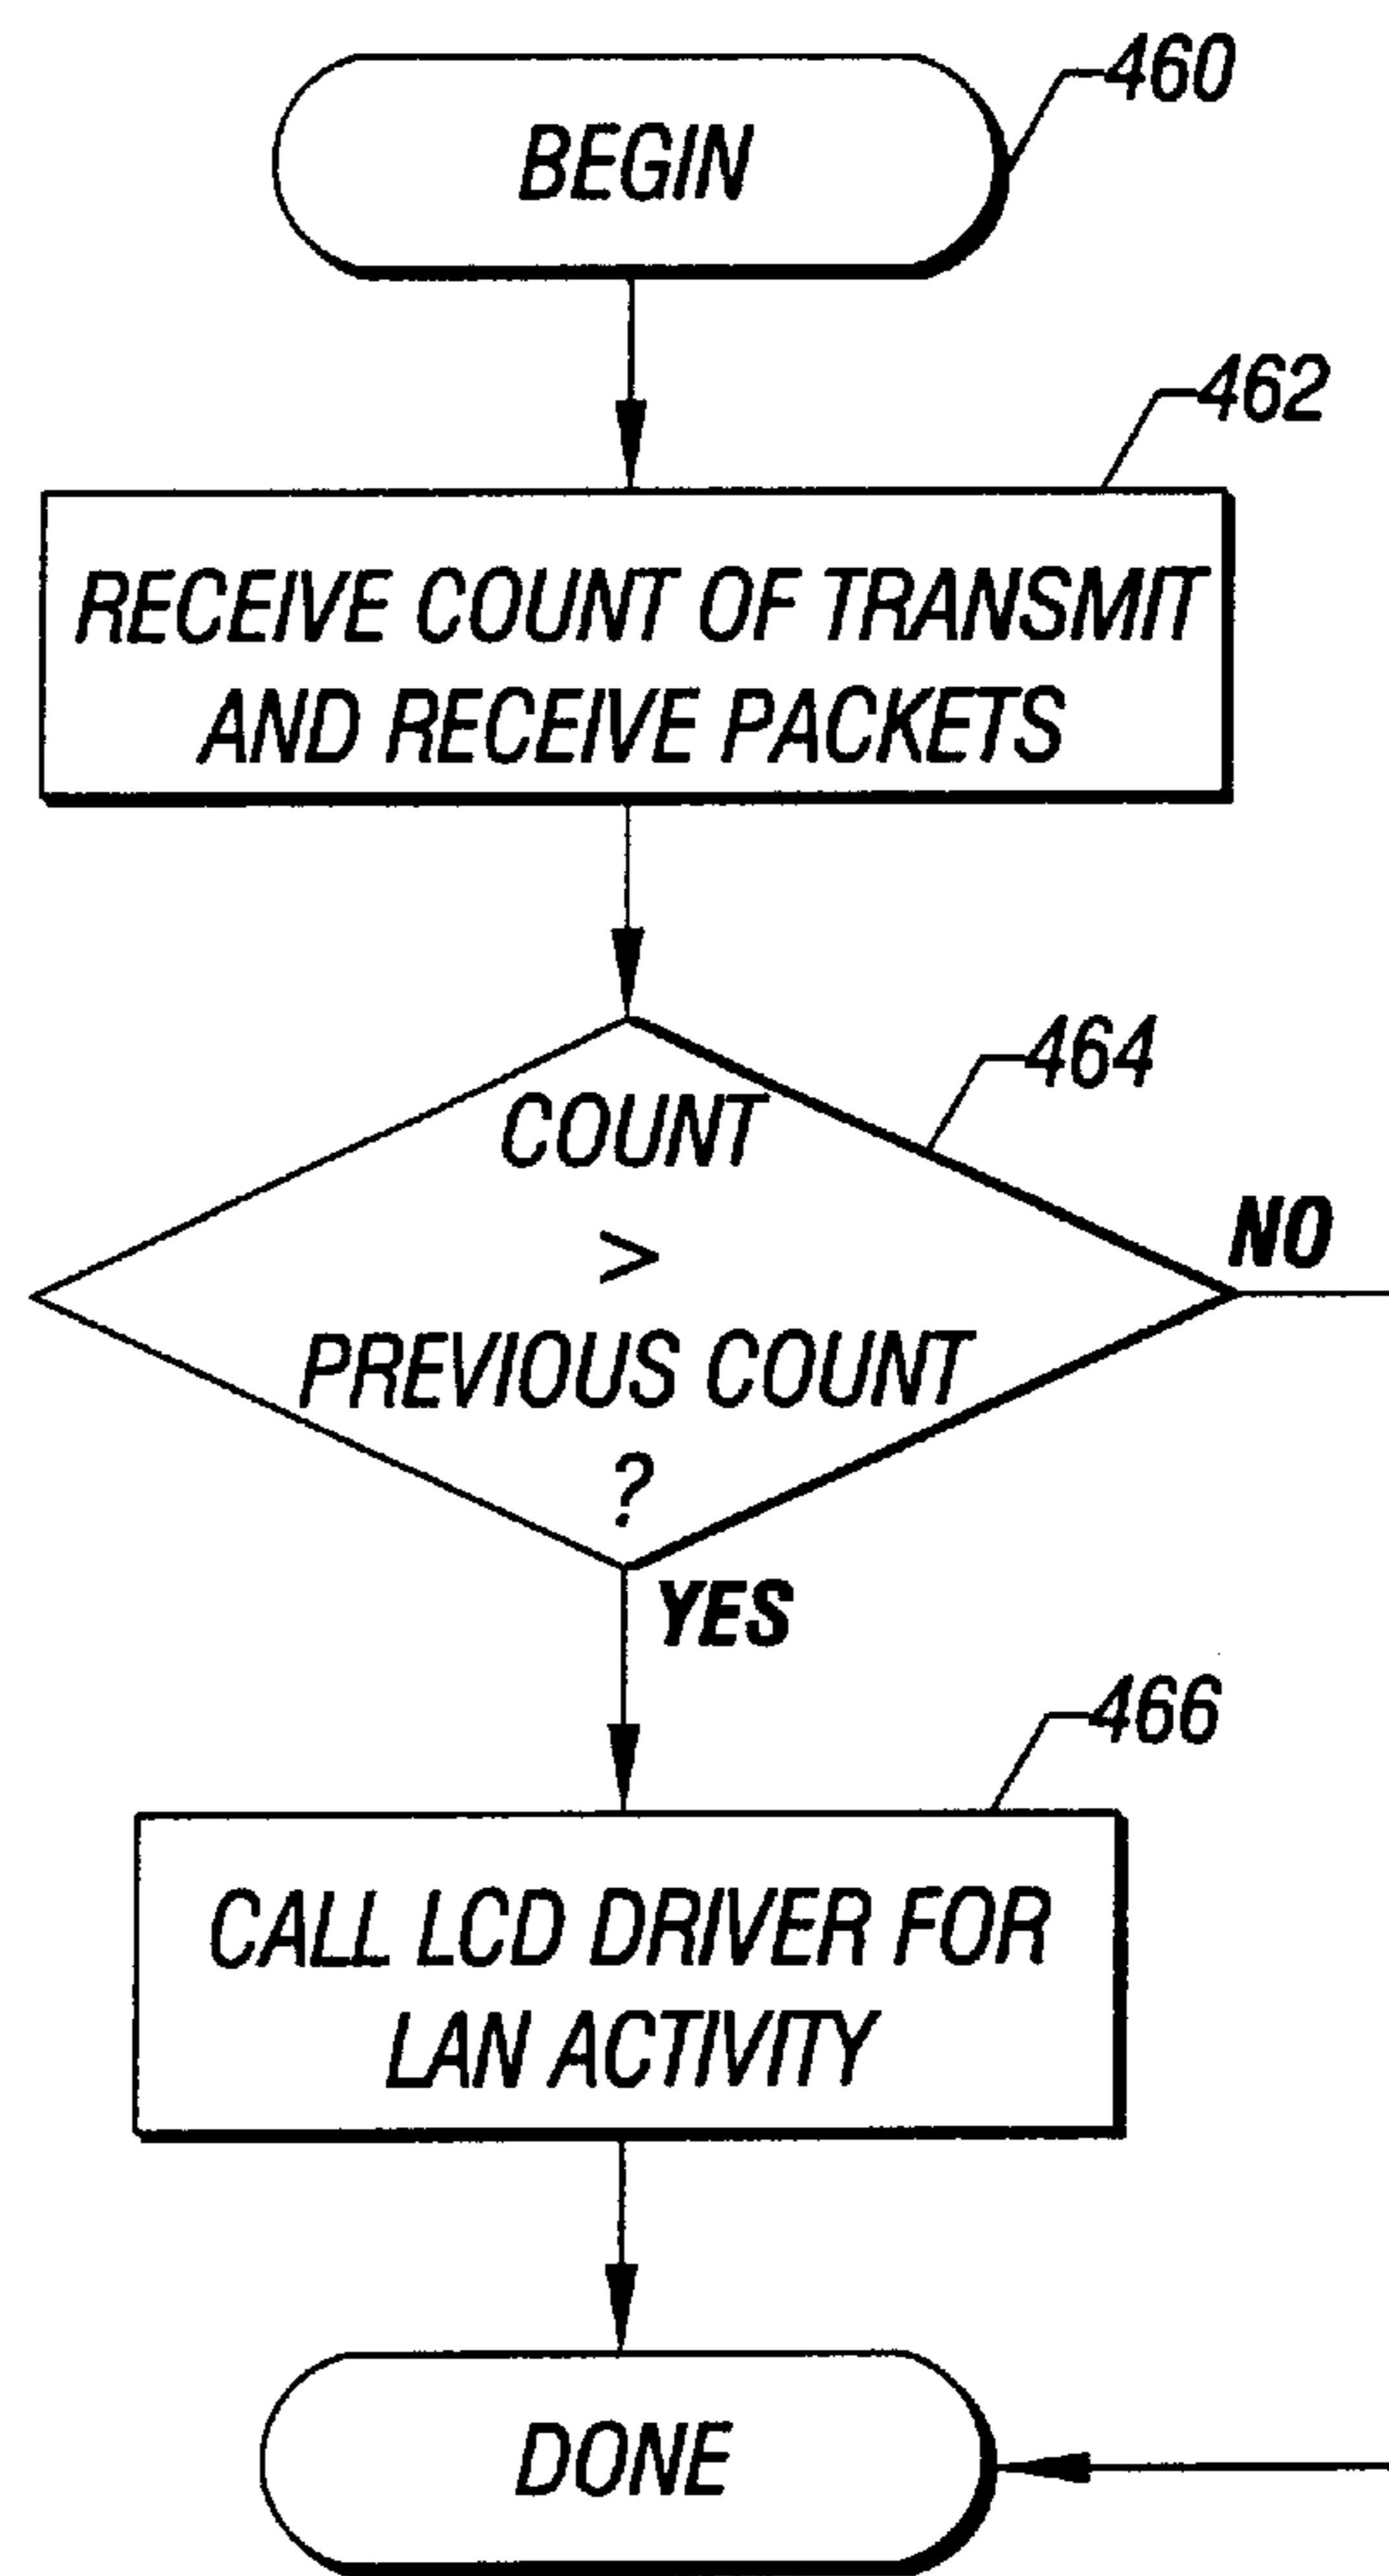 460
BEGIN
462
RECEIVE COUNT OF TRANSMIT
AND RECEIVE PACKETS
464
COUNT
>
PREVIOUS COUNT
?
NO
YES
466
CALL LCD DRIVER FOR
LAN ACTIVITY
DONE